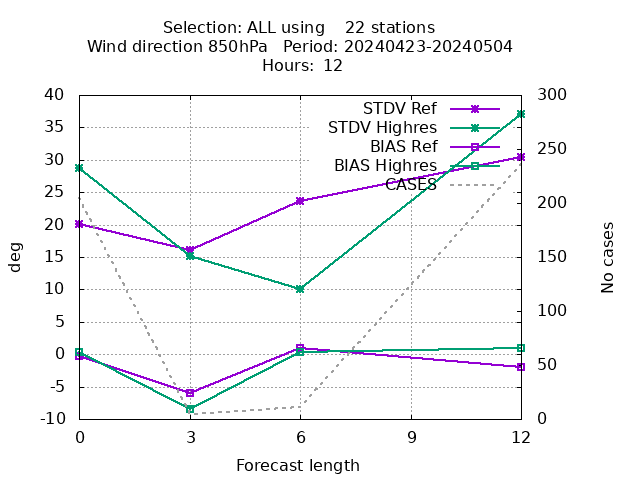 Selection: ALL using    22 stations
Wind direction 850hPa   Period: 20240423-20240504
Hours:  12
STDV Ref
STDV Highres
BIAS Ref
BIAS Highres
CASES
40
35
30
25
20
15
10
5
0
-5
-10
deg
300
250
200
150
100
50
0
No cases
0 3 6 9 12
Forecast length